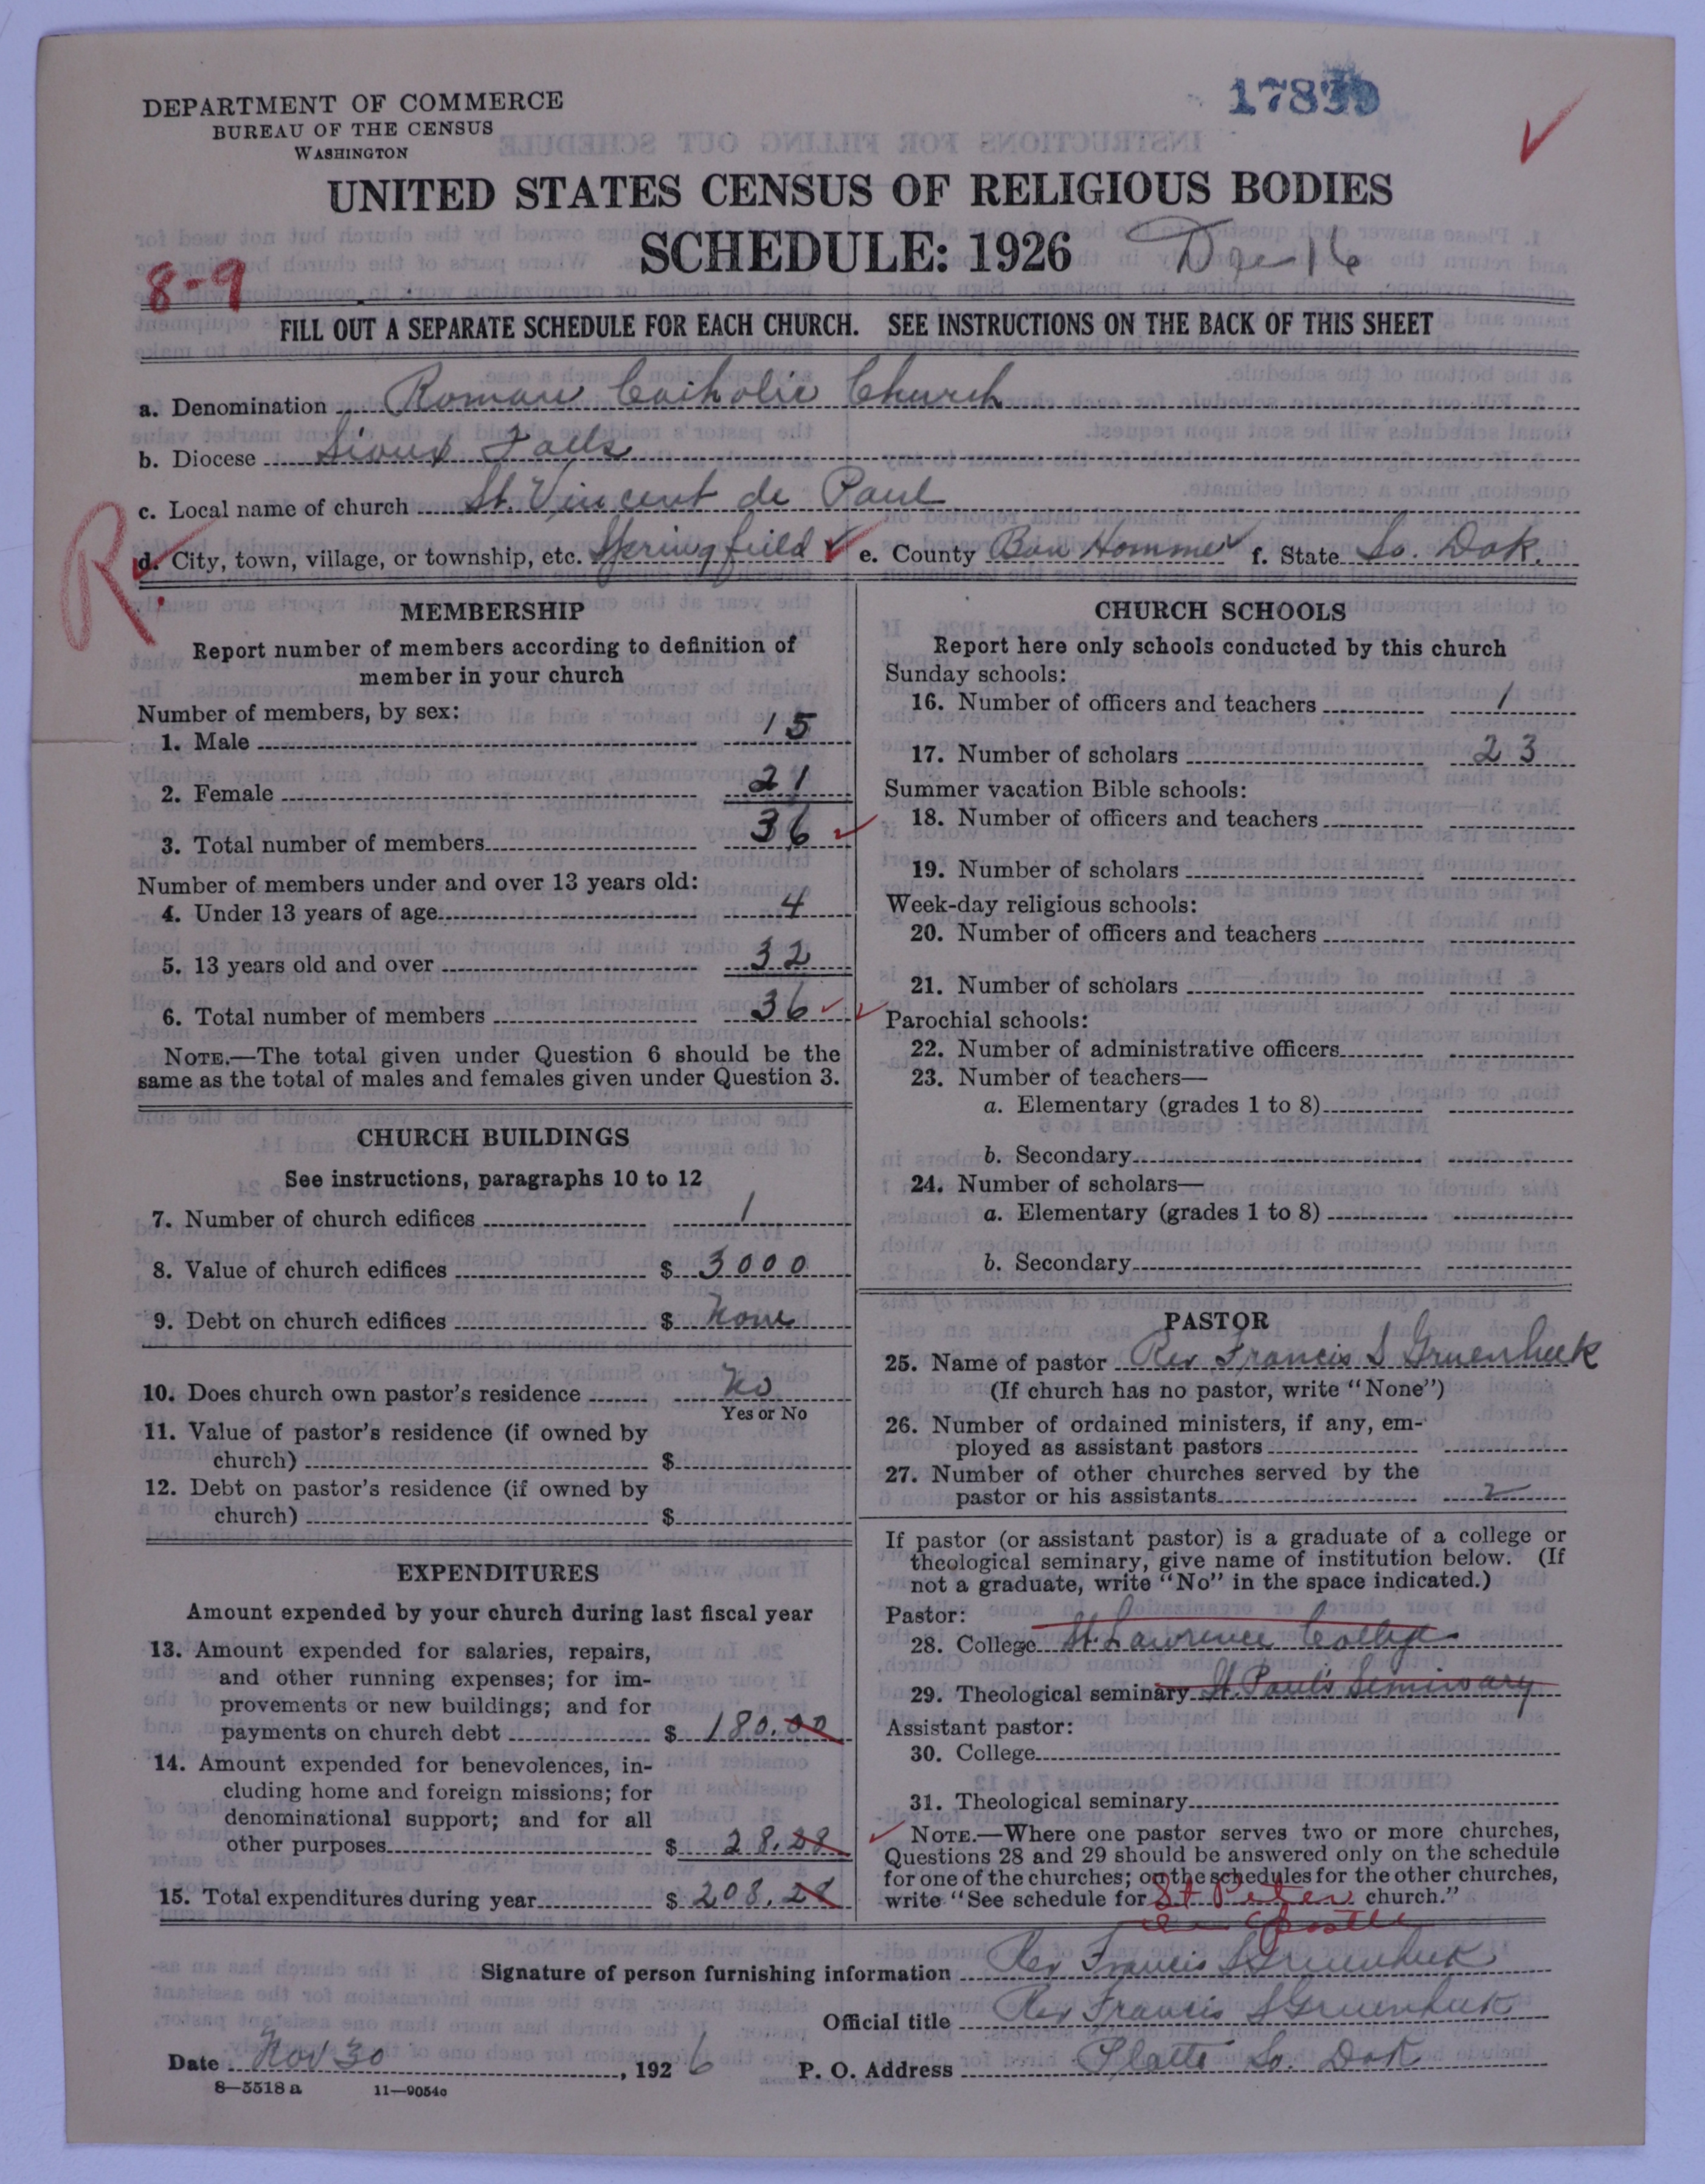 DEPARTMENT OF COMMERCE
BUREAU OF THE CENSUS
WASHINGTON
UNITED STATES CENSUS OF RELIGIOUS BODIES
SCHEDULE: 1926
8-9
FILL OUT A SEPARATE SCHEDULE FOR EACH CHURCH. SEE INSTRUCTIONS ON THE BACK OF THIS SHEET
a. Denomination Roman Catholic Church
b. Diocese Sioux Falls
c. Local name of church St. Vincent de Paul
R.
d. City, town, village, or township, etc. Springfield e. County Bon Homme f. State So. Dak.
MEMBERSHIP
Report number of members according to definition of
member in your church
Number of members, by sex:
1. Male 15
2. Female 21
3. Total number of members 36
Number of members under and over 13 years old:
4. Under 13 years of age 4
5. 13 years old and over 32
6. Total number of members 36
NOTE.—The total given under Question 6 should be the
same as the total of males and females given under Question 3.
CHURCH BUILDINGS
See instructions, paragraphs 10 to 12
7. Number of church edifices 1
8. Value of church edifices $ 3000
9. Debt on church edifices $ None
10. Does church own pastor's residence No
Yes or No
11. Value of pastor's residence (if owned by
church) $
12. Debt on pastor's residence (if owned by
church) $
EXPENDITURES
Amount expended by your church during last fiscal year
13. Amount expended for salaries, repairs,
and other running expenses; for im-
provements or new buildings; and for
payments on church debt $ 180.00
14. Amount expended for benevolences, in-
cluding home and foreign missions; for
denominational support; and for all
other purposes $ 28.28
15. Total expenditures during year $ 208.28
CHURCH SCHOOLS
Report here only schools conducted by this church
Sunday schools:
16. Number of officers and teachers 1
17. Number of scholars 23
Summer vacation Bible schools:
18. Number of officers and teachers
19. Number of scholars
Week-day religious schools:
20. Number of officers and teachers
21. Number of scholars
Parochial schools:
22. Number of administrative officers
23. Number of teachers—
a. Elementary (grades 1 to 8)
b. Secondary
24. Number of scholars—
a. Elementary (grades 1 to 8)
b. Secondary
PASTOR
25. Name of pastor Rev Francis S Gruenbeck
(If church has no pastor, write "None")
26. Number of ordained ministers, if any, em-
ployed as assistant pastors
27. Number of other churches served by the
pastor or his assistants 2
If pastor (or assistant pastor) is a graduate of a college or
theological seminary, give name of institution below. (If
not a graduate, write "No" in the space indicated.)
Pastor:
28. College St. Lawrence College
29. Theological seminary St. Paul's Seminary
Assistant pastor:
30. College
31. Theological seminary
NOTE.—Where one pastor serves two or more churches,
Questions 28 and 29 should be answered only on the schedule
for one of the churches; on the schedules for the other churches,
write "See schedule for St Peter church."
Signature of person furnishing information Rev Francis S Gruenbeck
Official title Rev Francis S Gruenbeck
Date Nov 30, 1926 P. O. Address Platte So. Dak
8—5518 a 11—9054c